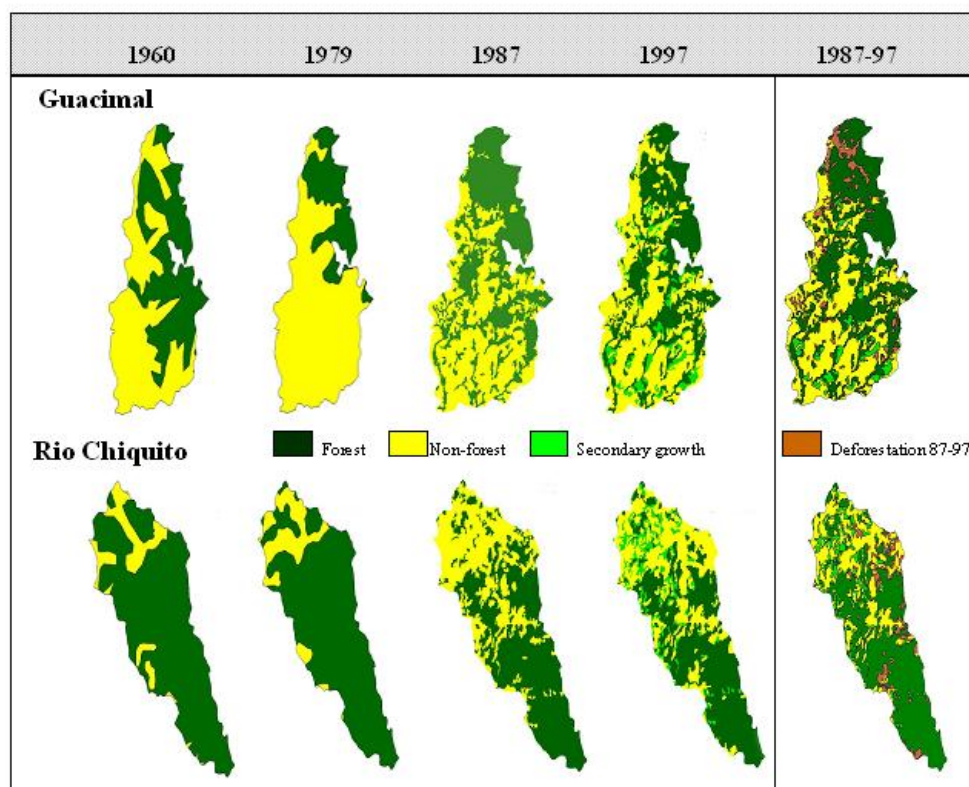 1960 1979 1987 1997 1987-97
Guacimal
Forest Non-forest Secondary growth Deforestation 87-97
Rio Chiquito